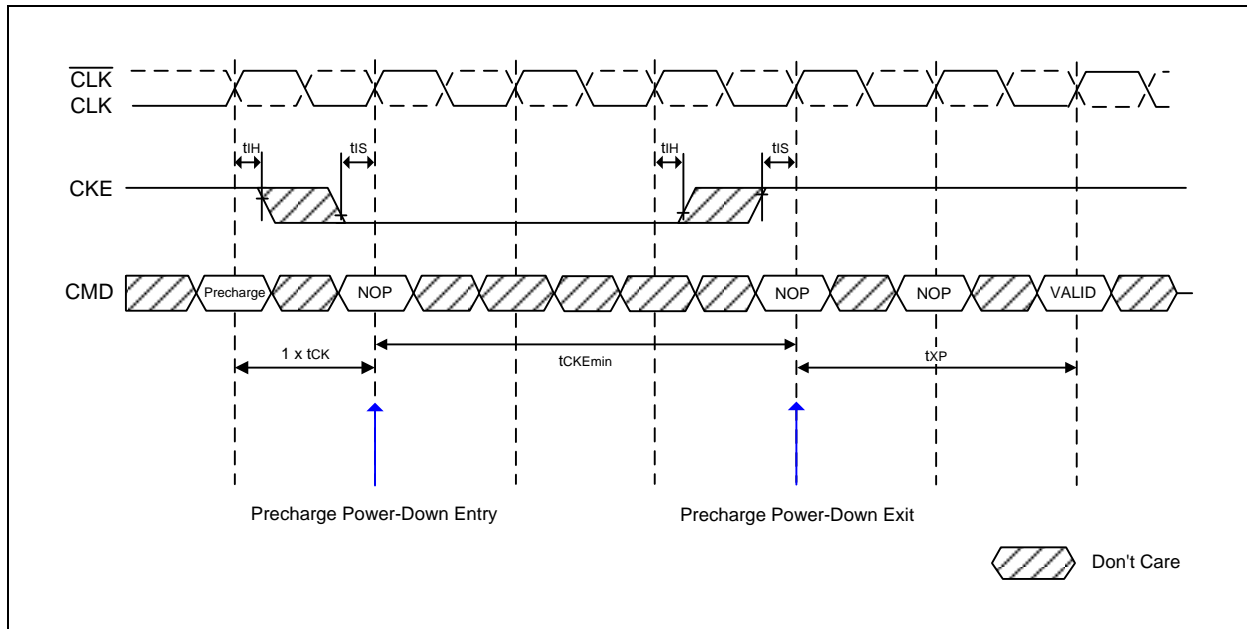 CLK
CLK
tIH
tIS
tIH
tIS
CKE
CMD
Precharge
NOP
NOP
NOP
VALID
1 x tCK
tCKEmin
tXP
Precharge Power-Down Entry
Precharge Power-Down Exit
Don't Care